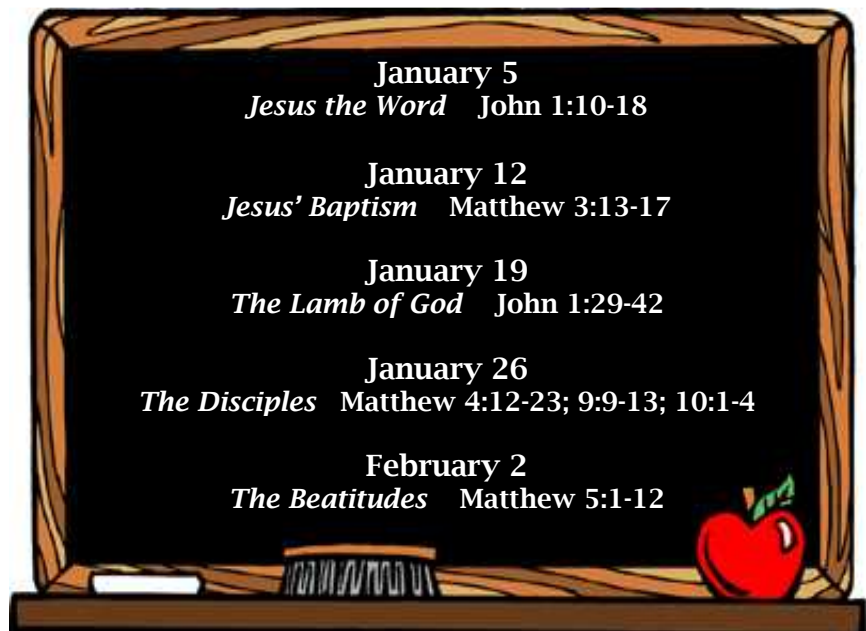 January 5
Jesus the Word John 1:10-18
January 12
Jesus’ Baptism Matthew 3:13-17
January 19
The Lamb of God John 1:29-42
January 26
The Disciples Matthew 4:12-23; 9:9-13; 10:1-4
February 2
The Beatitudes Matthew 5:1-12